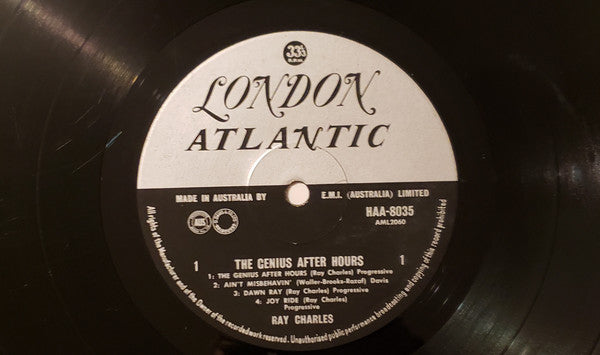 33⅓
R.P.M.
LONDON
ATLANTIC
MADE IN AUSTRALIA BY E.M.I. (AUSTRALIA) LIMITED
HAA-8035
AML2060
1 THE GENIUS AFTER HOURS 1
1: THE GENIUS AFTER HOURS (Ray Charles) Progressive
2: AIN'T MISBEHAVIN' (Waller-Brooks-Razaf) Davis
3: DAWN RAY (Ray Charles) Progressive
4: JOY RIDE (Ray Charles)
Progressive
RAY CHARLES
All rights of the Manufacturer and of the Owner of the recorded work reserved. Unauthorised public performance broadcasting and copying of this record prohibited